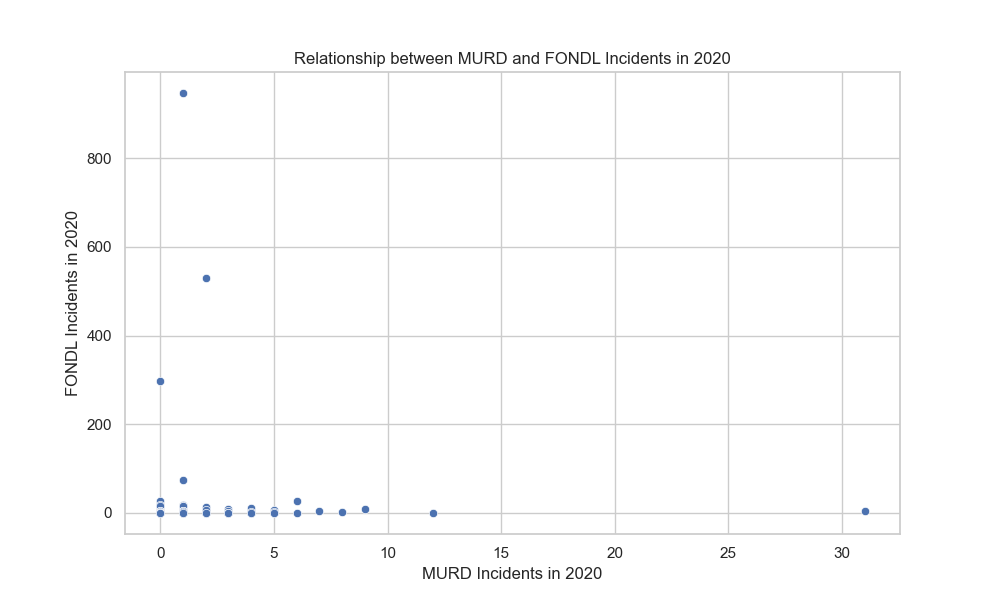 Relationship between MURD and FONDL Incidents in 2020
FONDL Incidents in 2020
800
600
400
200
0
0 5 10 15 20 25 30
MURD Incidents in 2020